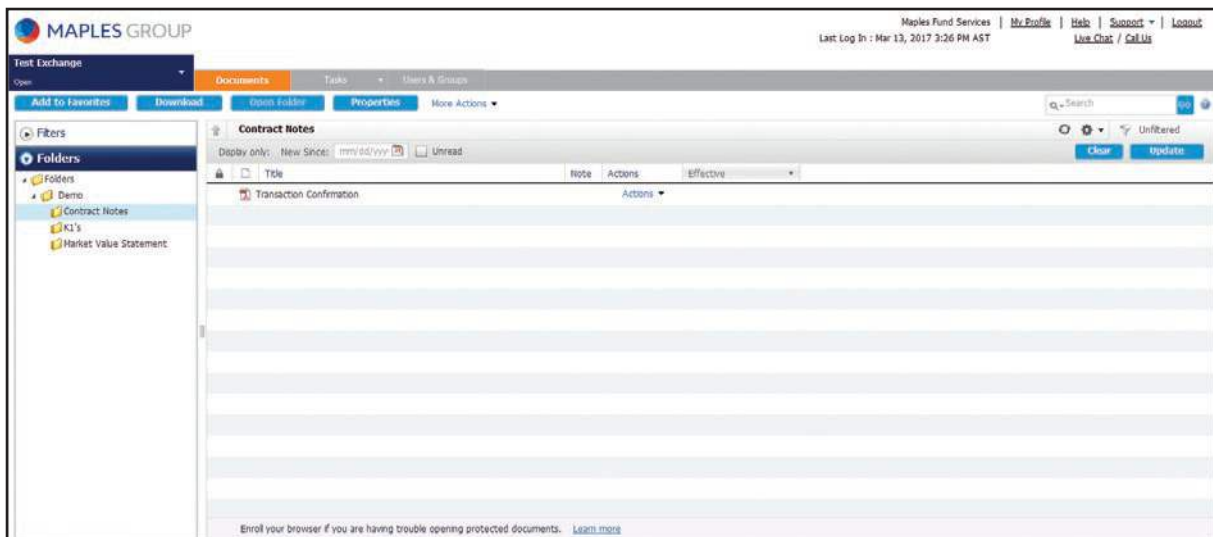 MAPLES GROUP
Maples Fund Services | My Profile | Help | Support | Logout
Last Log In : Mar 13, 2017 3:26 PM AST
Live Chat / Call Us
Test Exchange
Open
Documents Tasks Users & Groups
Add to Favorites Download Open Folder Properties More Actions
Search GO
Filters
Contract Notes
Unfiltered
Folders
Display only: New Since: mm/dd/yyy Unread
Clear Update
Title Note Actions Effective
Folders
Transaction Confirmation Actions
Demo
Contract Notes
K1's
Market Value Statement
Enroll your browser if you are having trouble opening protected documents. Learn more